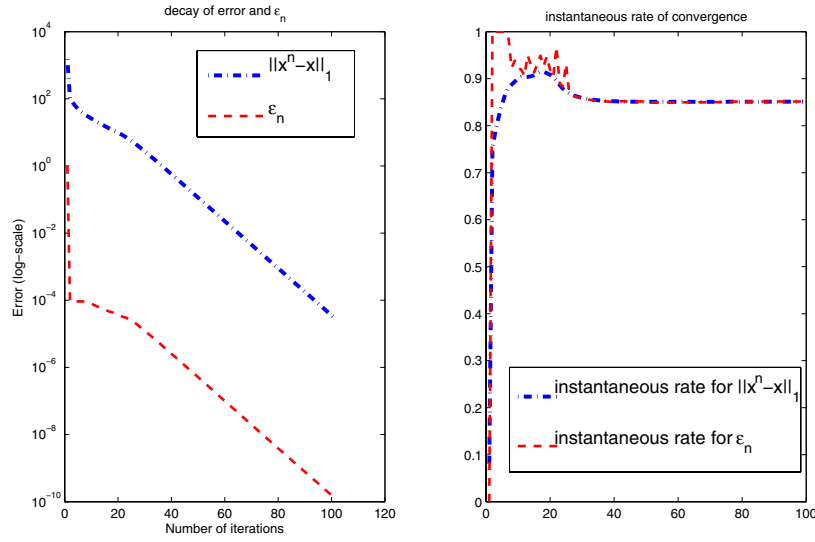 decay of error and ε_n
10^4
10^2
10^0
10^−2
10^−4
10^−6
10^−8
10^−10
Error (log−scale)
0 20 40 60 80 100 120
Number of iterations
||x^n−x||_1
ε_n
instantaneous rate of convergence
1
0.9
0.8
0.7
0.6
0.5
0.4
0.3
0.2
0.1
0
0 20 40 60 80 100
instantaneous rate for ||x^n−x||_1
instantaneous rate for ε_n